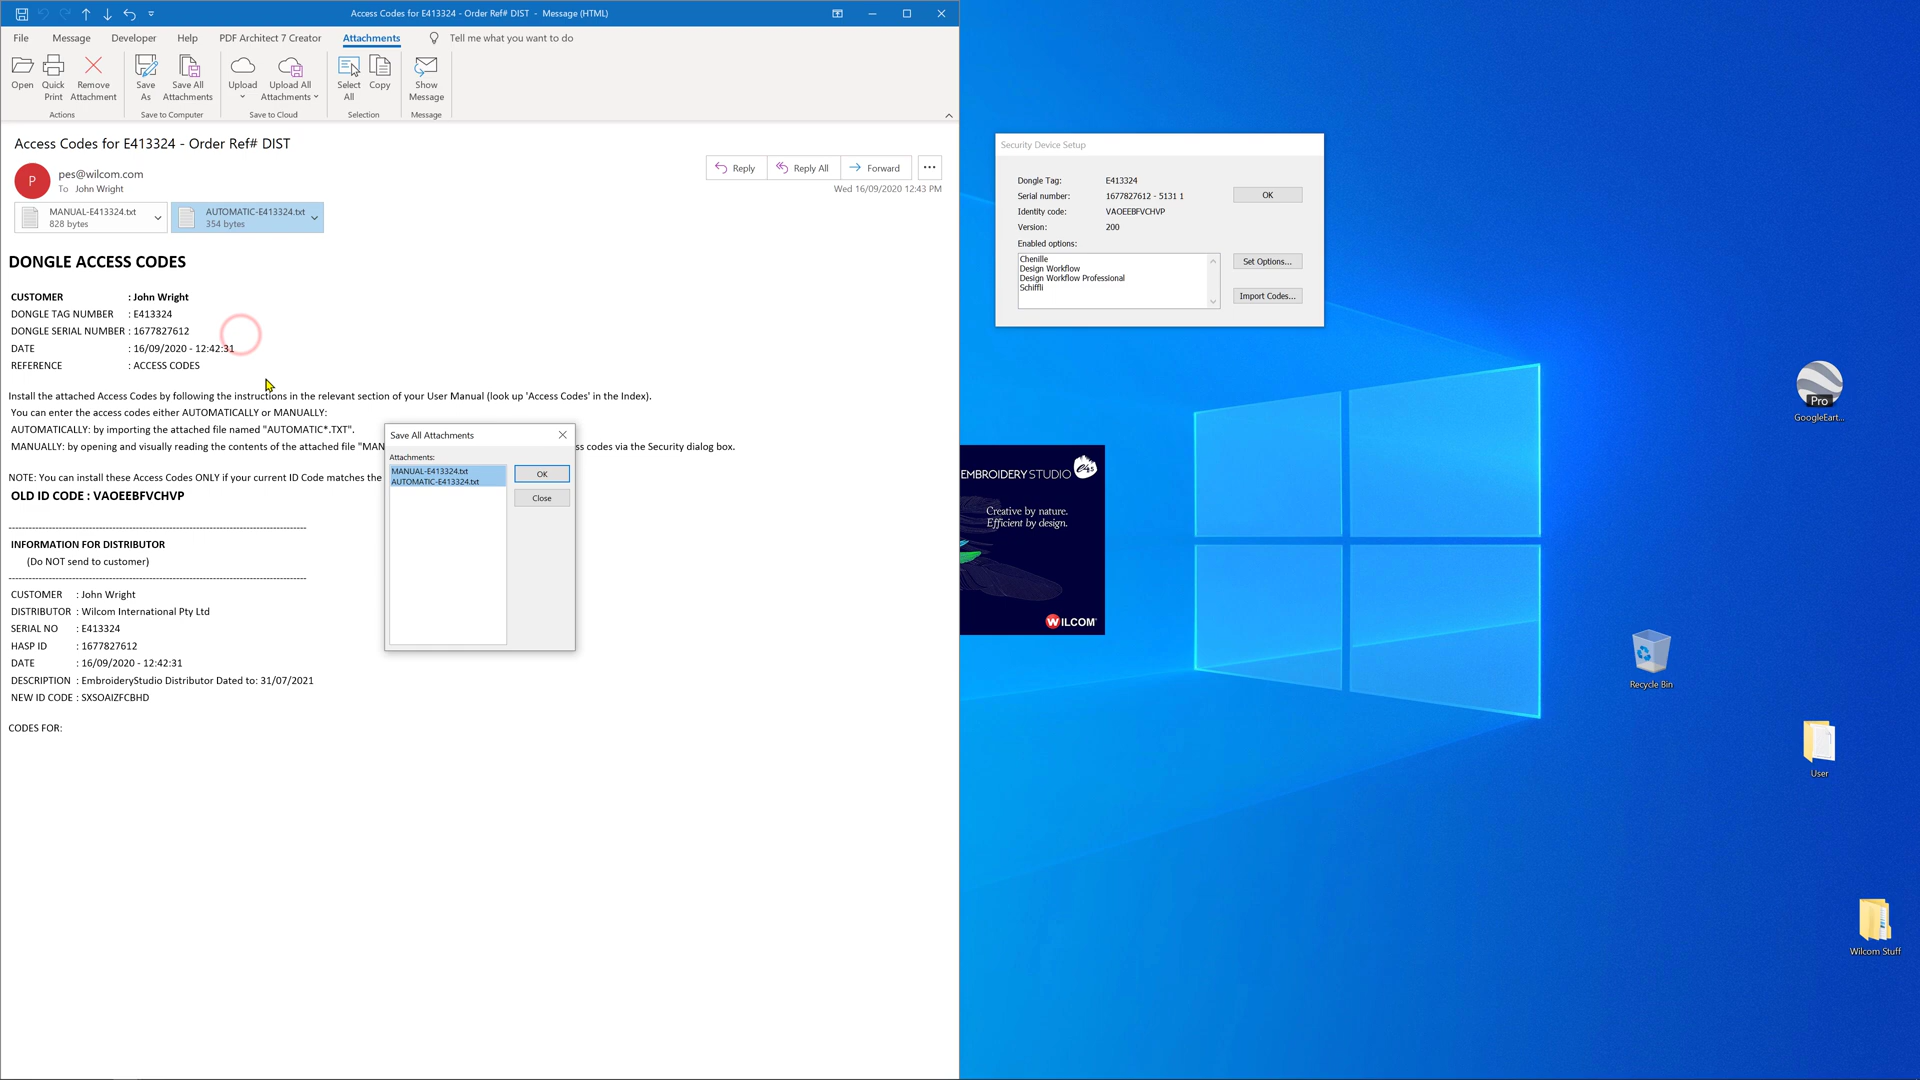 Access Codes for E413324 - Order Ref# DIST - Message (HTML)
File Message Developer Help PDF Architect 7 Creator Attachments Tell me what you want to do
Open
Quick Print
Remove Attachment
Save As
Save All Attachments
Upload
Upload All Attachments
Select All
Copy
Show Message
Actions Save to Computer Save to Cloud Selection Message
Access Codes for E413324 - Order Ref# DIST
P
pes@wilcom.com
To John Wright
Reply Reply All Forward
Wed 16/09/2020 12:43 PM
MANUAL-E413324.txt
828 bytes
AUTOMATIC-E413324.txt
354 bytes
DONGLE ACCESS CODES
CUSTOMER : John Wright
DONGLE TAG NUMBER : E413324
DONGLE SERIAL NUMBER : 1677827612
DATE : 16/09/2020 - 12:42:31
REFERENCE : ACCESS CODES
Install the attached Access Codes by following the instructions in the relevant section of your User Manual (look up 'Access Codes' in the Index).
You can enter the access codes either AUTOMATICALLY or MANUALLY:
AUTOMATICALLY: by importing the attached file named "AUTOMATIC*.TXT".
MANUALLY: by opening and visually reading the contents of the attached file "MAN ss codes via the Security dialog box.
NOTE: You can install these Access Codes ONLY if your current ID Code matches the
OLD ID CODE : VAOEEBFVCHVP
--------------------------------------------------------------------------------------------
INFORMATION FOR DISTRIBUTOR
(Do NOT send to customer)
--------------------------------------------------------------------------------------------
CUSTOMER : John Wright
DISTRIBUTOR : Wilcom International Pty Ltd
SERIAL NO : E413324
HASP ID : 1677827612
DATE : 16/09/2020 - 12:42:31
DESCRIPTION : EmbroideryStudio Distributor Dated to: 31/07/2021
NEW ID CODE : SXSOAIZFCBHD
CODES FOR:
Save All Attachments
Attachments:
MANUAL-E413324.txt
AUTOMATIC-E413324.txt
OK
Close
Security Device Setup
Dongle Tag: E413324
Serial number: 1677827612 - 5131 1
Identity code: VAOEEBFVCHVP
Version: 200
Enabled options:
Chenille
Design Workflow
Design Workflow Professional
Schiffli
OK
Set Options...
Import Codes...
EMBROIDERY STUDIO e4.5
Creative by nature.
Efficient by design.
WILCOM
Pro
GoogleEart...
Recycle Bin
User
Wilcom Stuff